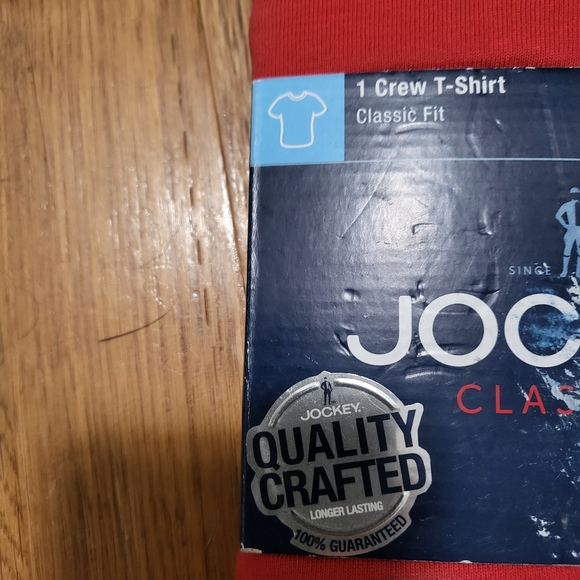 1 Crew T-Shirt
Classic Fit
SINCE
JOC
CLAS
JOCKEY
QUALITY
CRAFTED
LONGER LASTING
100% GUARANTEED